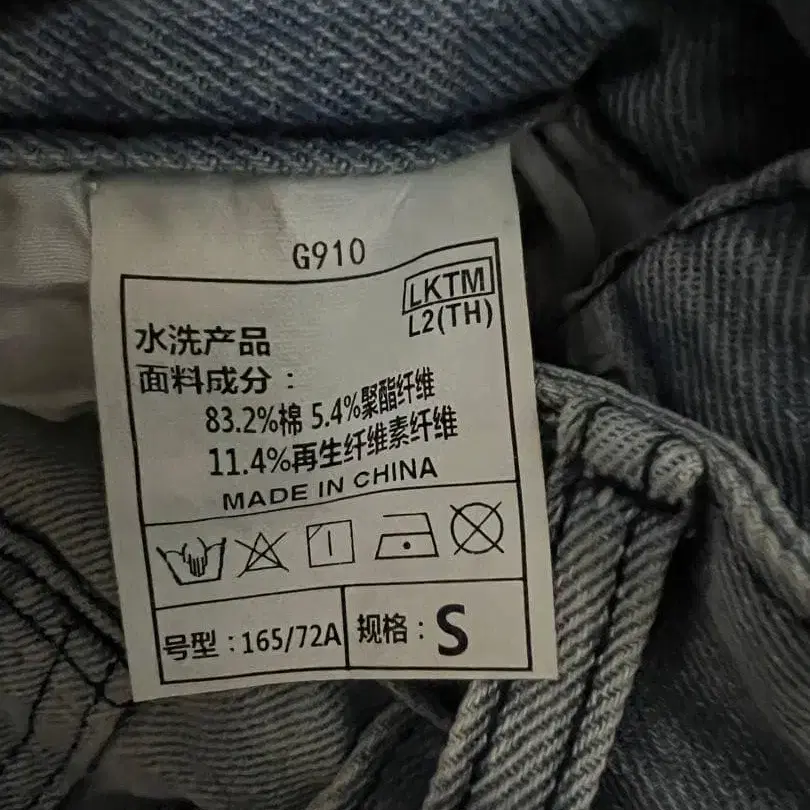 G910
LKTM
L2(TH)
水洗产品
面料成分：
83.2%棉 5.4%聚酯纤维
11.4%再生纤维素纤维
MADE IN CHINA
号型：165/72A
规格：S